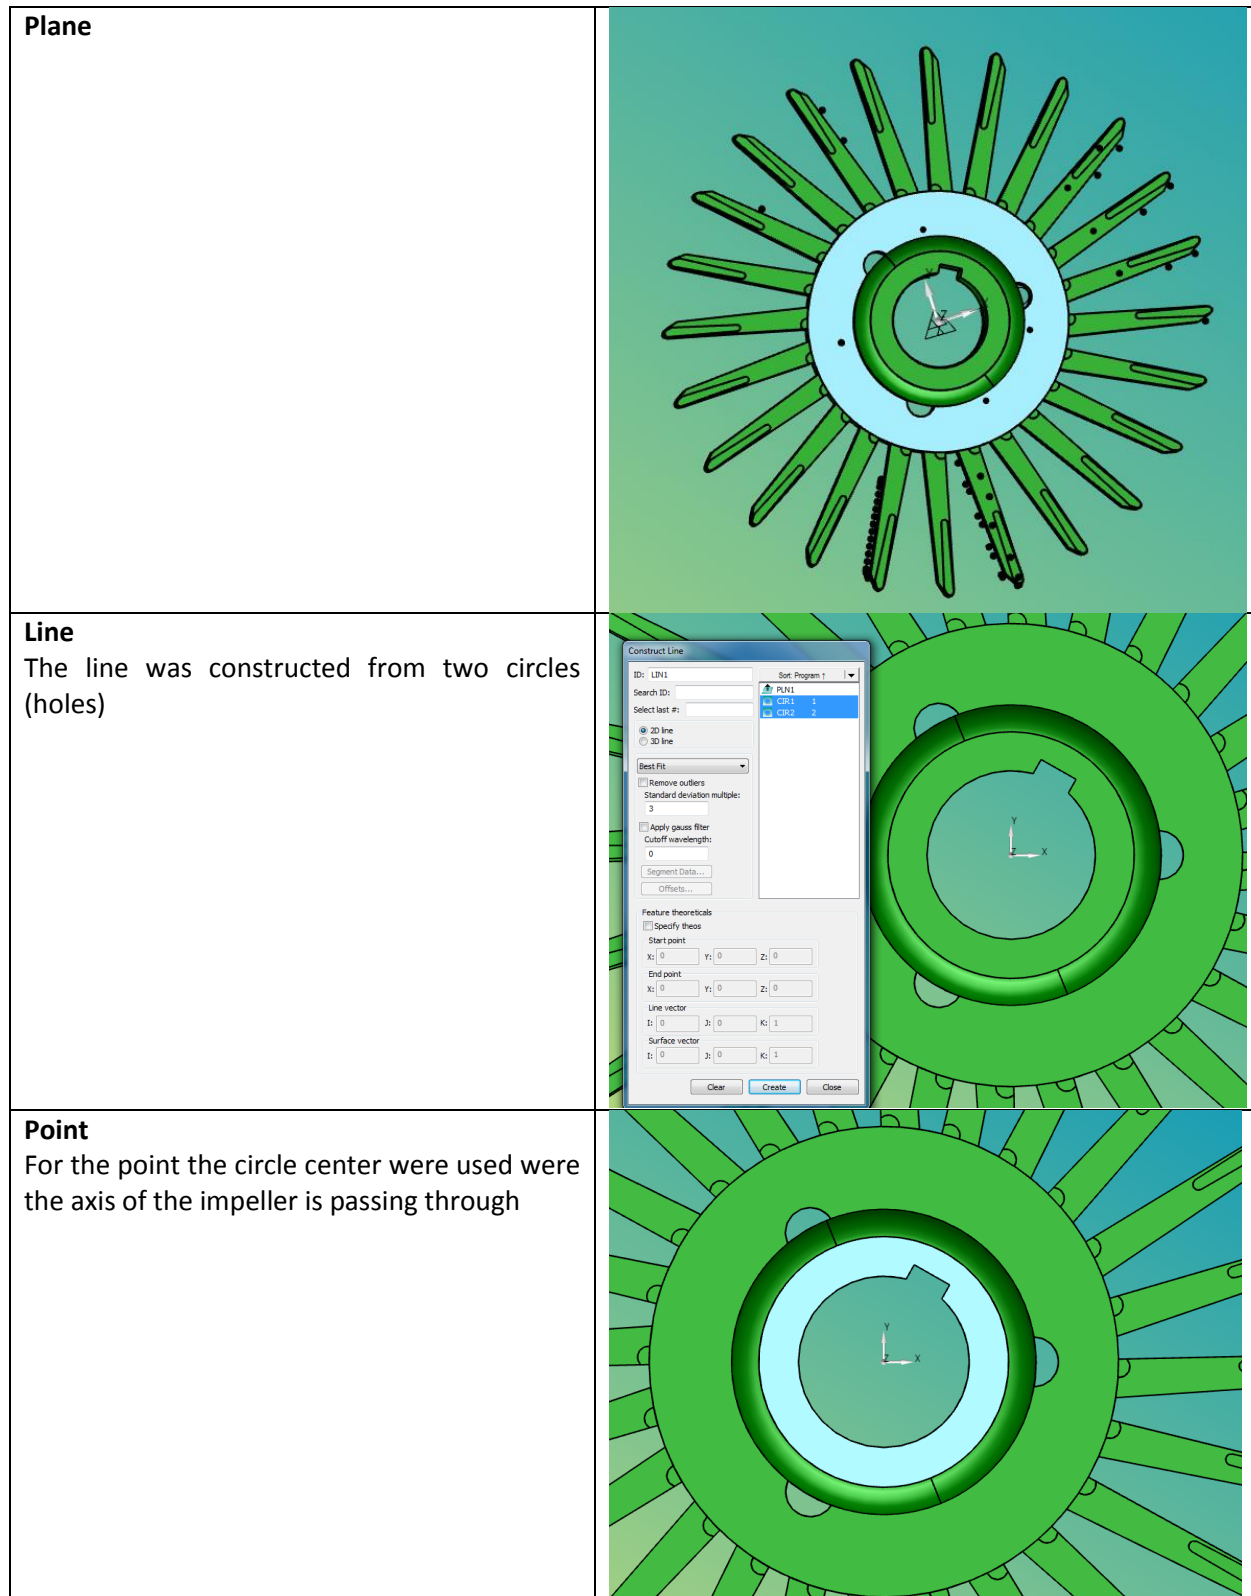 Plane
Line
The line was constructed from two circles
(holes)
Construct Line
ID: LIN1
Sort: Program ↑
Search ID:
Select last #:
PLN1
CIR1 1
CIR2 2
2D line
3D line
Best Fit
Remove outliers
Standard deviation multiple:
3
Apply gauss filter
Cutoff wavelength:
0
Segment Data...
Offsets...
Feature theoreticals
Specify theos
Start point
X: 0 Y: 0 Z: 0
End point
X: 0 Y: 0 Z: 0
Line vector
I: 0 J: 0 K: 1
Surface vector
I: 0 J: 0 K: 1
Clear Create Close
Y
Z X
Point
For the point the circle center were used were
the axis of the impeller is passing through
Y
Z X